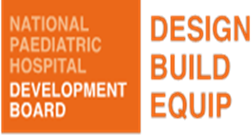 NATIONAL
PAEDIATRIC
HOSPITAL
DEVELOPMENT
BOARD
DESIGN
BUILD
EQUIP